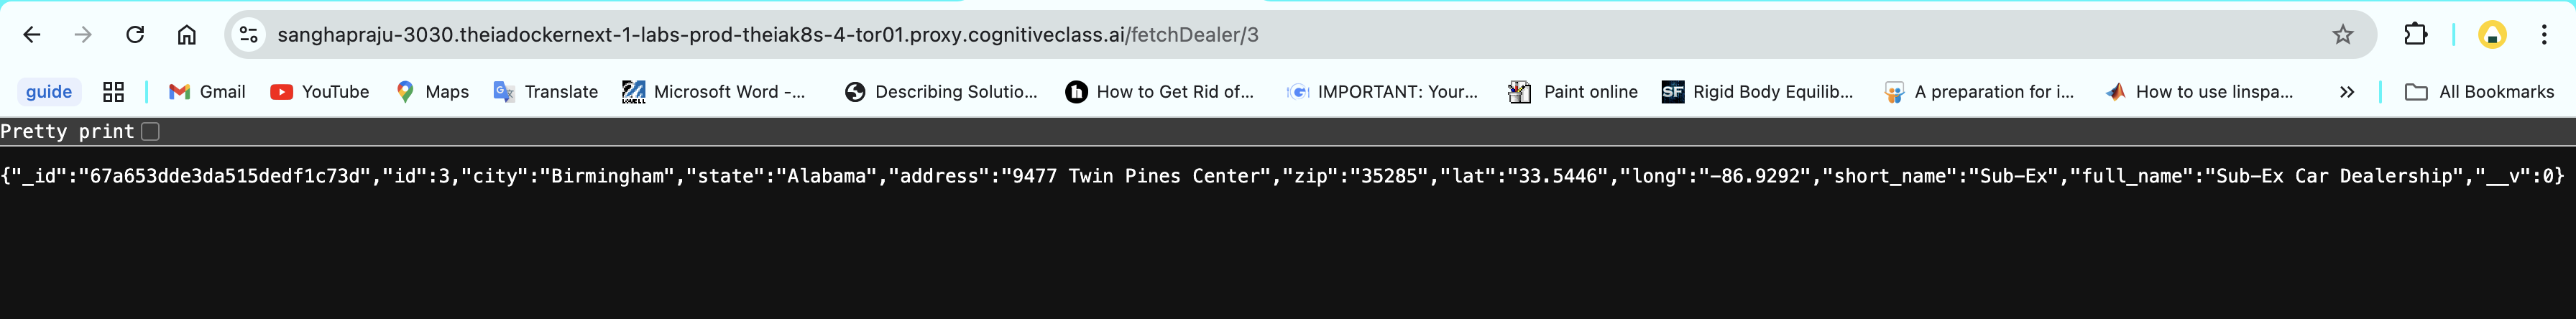 sanghapraju-3030.theiadockernext-1-labs-prod-theiak8s-4-tor01.proxy.cognitiveclass.ai/fetchDealer/3
guide Gmail YouTube Maps Translate LOWELL Microsoft Word -... Describing Solutio... h How to Get Rid of... G IMPORTANT: Your... Paint online SF Rigid Body Equilib... A preparation for i... How to use linspa... » All Bookmarks
Pretty print
{"_id":"67a653dde3da515dedf1c73d","id":3,"city":"Birmingham","state":"Alabama","address":"9477 Twin Pines Center","zip":"35285","lat":"33.5446","long":"-86.9292","short_name":"Sub-Ex","full_name":"Sub-Ex Car Dealership","__v":0}